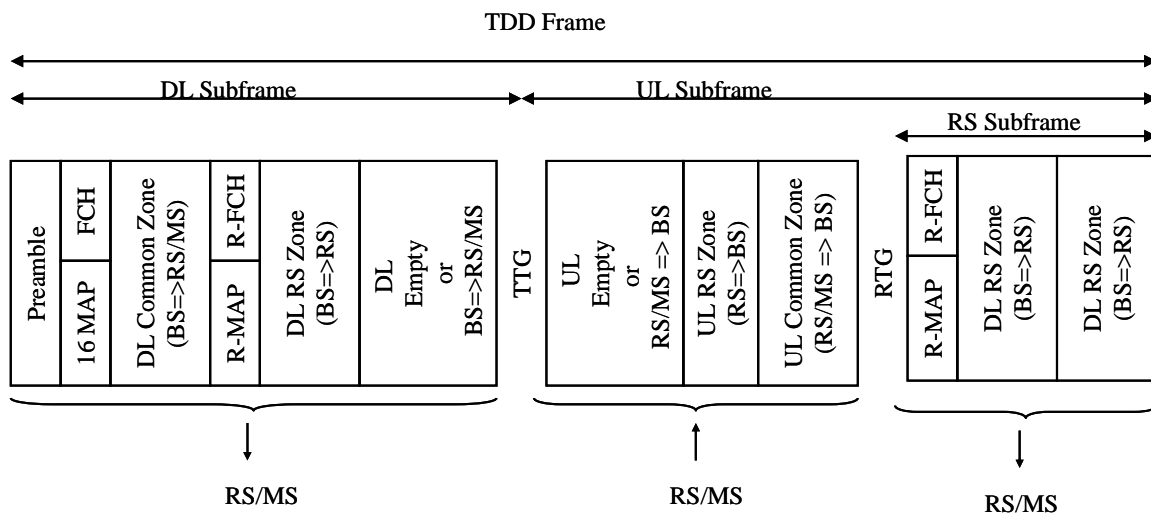 TDD Frame
DL Subframe
UL Subframe
RS Subframe
Preamble
FCH
16 MAP
DL Common Zone
(BS=>RS/MS)
R-FCH
R-MAP
DL RS Zone
(BS=>RS)
DL
Empty
or
BS=>RS/MS
TTG
UL
Empty
or
RS/MS => BS
UL RS Zone
(RS=>BS)
UL Common Zone
(RS/MS => BS)
RTG
R-FCH
R-MAP
DL RS Zone
(BS=>RS)
DL RS Zone
(BS=>RS)
RS/MS
RS/MS
RS/MS